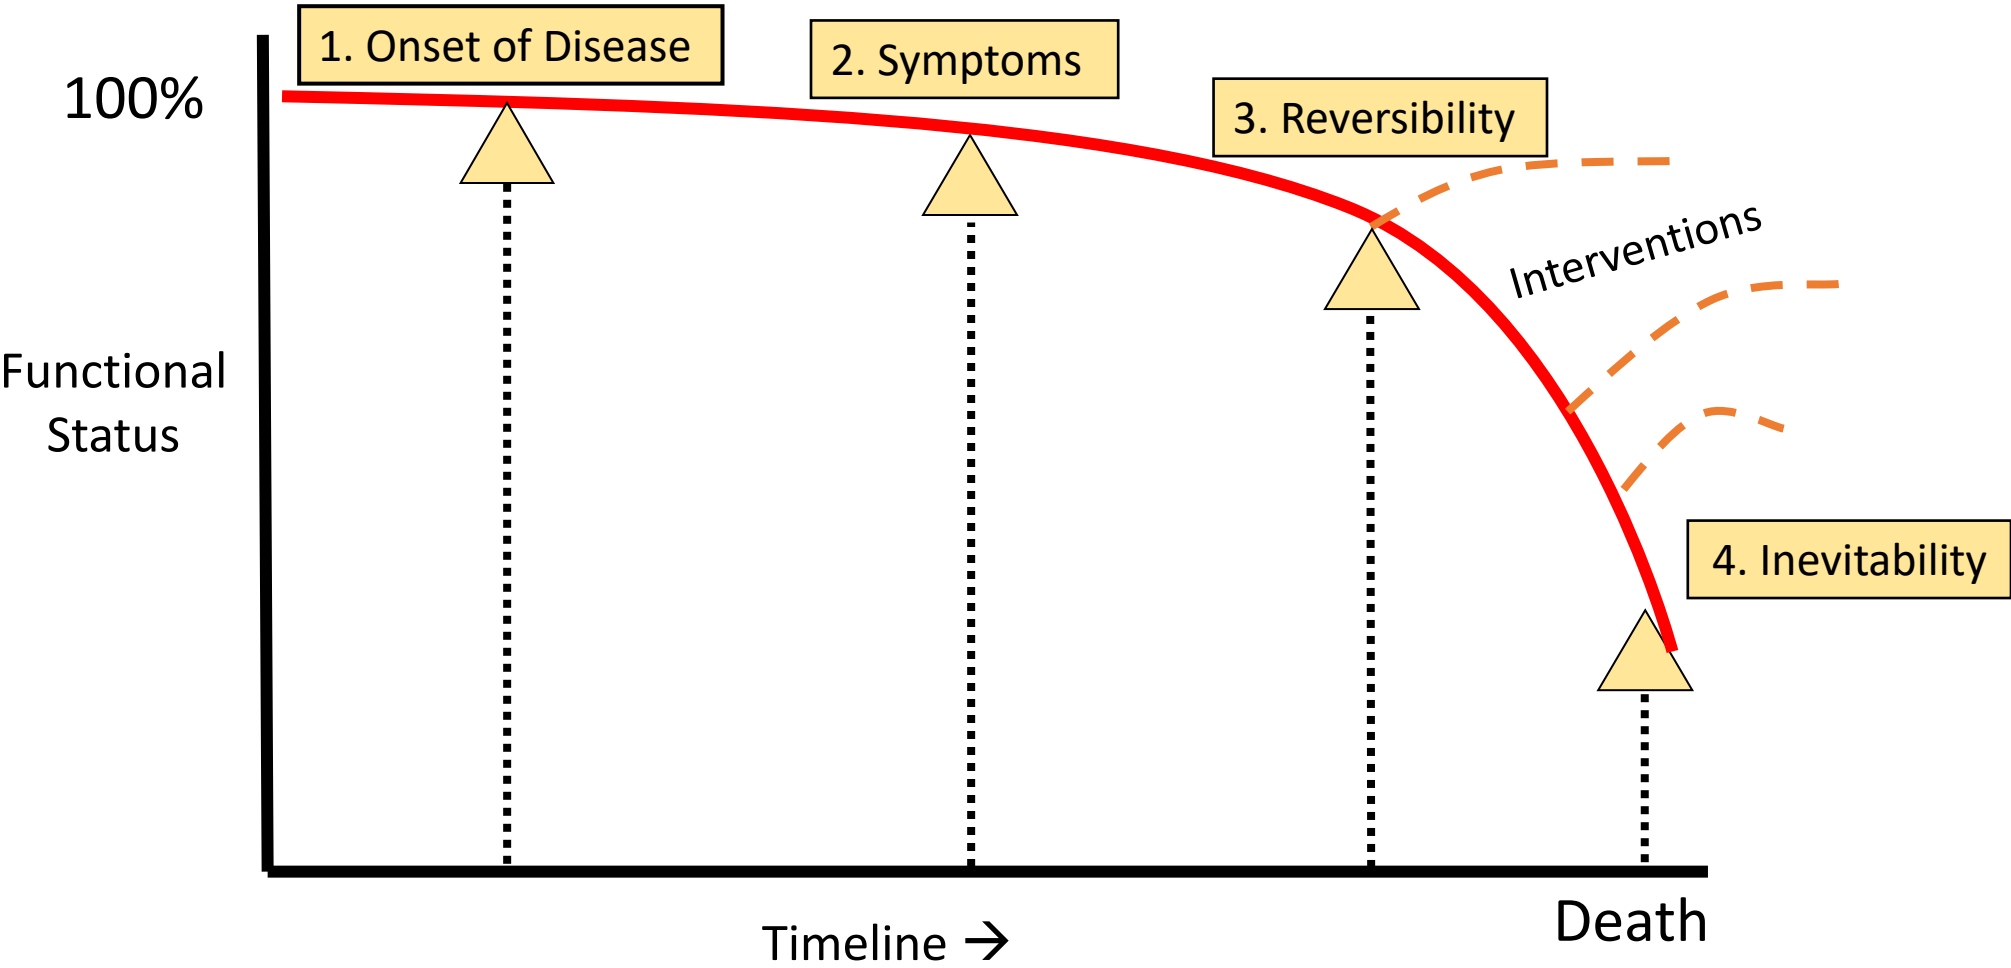 1. Onset of Disease
2. Symptoms
100%
3. Reversibility
Interventions
Functional
Status
4. Inevitability
Death
Timeline →